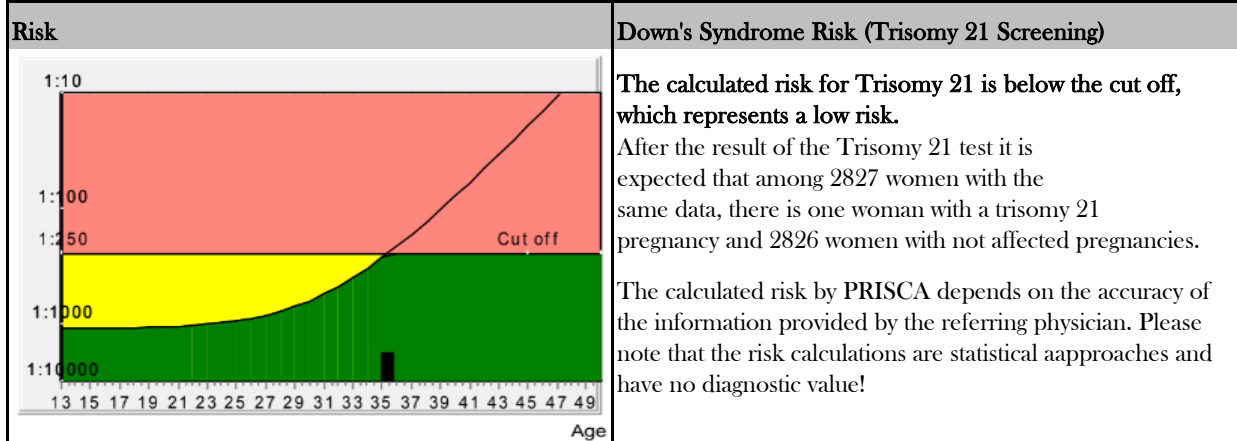 Risk
1:10
1:100
1:250
Cut off
1:1000
1:10000
13 15 17 19 21 23 25 27 29 31 33 35 37 39 41 43 45 47 49
Age
Down's Syndrome Risk (Trisomy 21 Screening)
The calculated risk for Trisomy 21 is below the cut off,
which represents a low risk.
After the result of the Trisomy 21 test it is
expected that among 2827 women with the
same data, there is one woman with a trisomy 21
pregnancy and 2826 women with not affected pregnancies.
The calculated risk by PRISCA depends on the accuracy of
the information provided by the referring physician. Please
note that the risk calculations are statistical aapproaches and
have no diagnostic value!